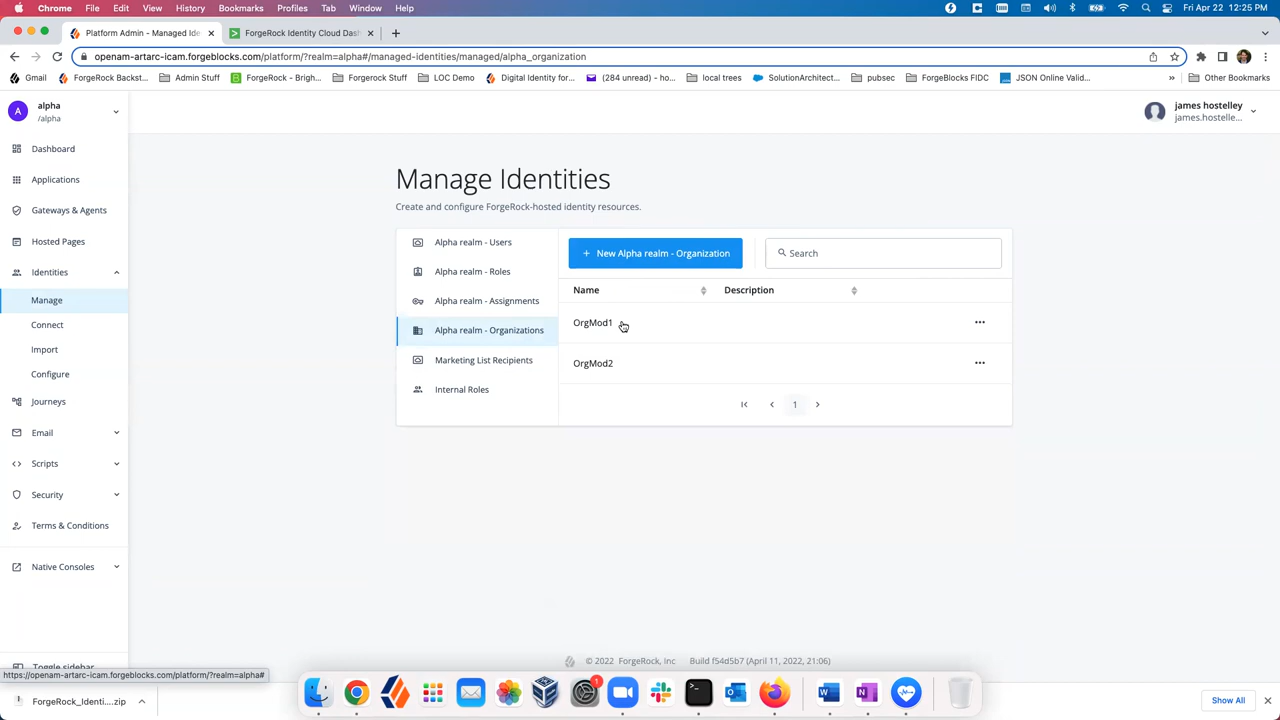 Chrome File Edit View History Bookmarks Profiles Tab Window Help Fri Apr 22 12:25 PM
Platform Admin - Managed Ide ForgeRock Identity Cloud Dash
openam-artarc-icam.forgeblocks.com/platform/?realm=alpha#/managed-identities/managed/alpha_organization
Gmail ForgeRock Backst... Admin Stuff ForgeRock - Brigh... Forgerock Stuff LOC Demo Digital Identity for... (284 unread) - ho... local trees SolutionArchitect... pubsec ForgeBlocks FIDC JSON Online Valid... » Other Bookmarks
A alpha
/alpha
james hostelley
james.hostelle...
Dashboard
Applications
Gateways & Agents
Hosted Pages
Identities
Manage
Connect
Import
Configure
Journeys
Email
Scripts
Security
Terms & Conditions
Native Consoles
Toggle sidebar
Manage Identities
Create and configure ForgeRock-hosted identity resources.
Alpha realm - Users
Alpha realm - Roles
Alpha realm - Assignments
Alpha realm - Organizations
Marketing List Recipients
Internal Roles
+ New Alpha realm - Organization Search
Name Description
OrgMod1
OrgMod2
1
© 2022 ForgeRock, Inc Build f54d5b7 (April 11, 2022, 21:06)
https://openam-artarc-icam.forgeblocks.com/platform/?realm=alpha#
ForgeRock_Identi....zip
1
Show All